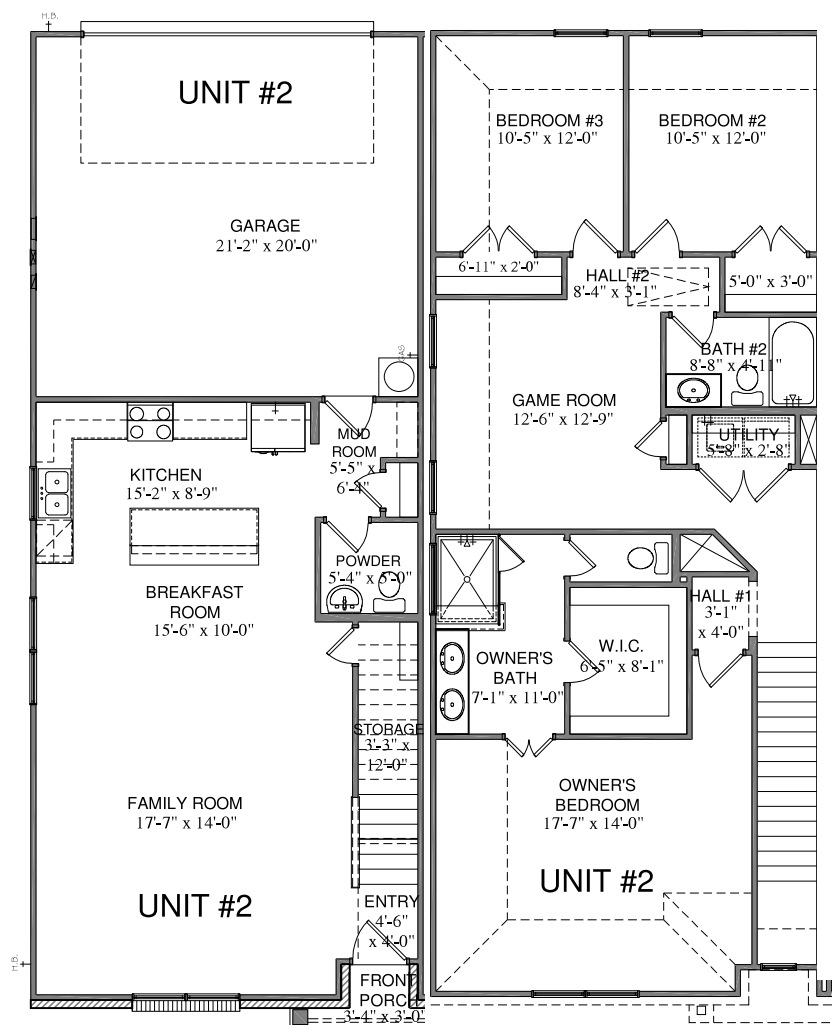 H.B.
UNIT #2
GARAGE
21'-2" x 20'-0"
GAS
MUD
ROOM
5'-5" x
6'-4"
KITCHEN
15'-2" x 8'-9"
POWDER
5'-4" x 5'-0"
BREAKFAST
ROOM
15'-6" x 10'-0"
STORAGE
3'-3" x
12'-0"
FAMILY ROOM
17'-7" x 14'-0"
UNIT #2
ENTRY
4'-6"
x 4'-0"
H.B.
FRONT
PORC
3'-4" x 3'-0"
BEDROOM #3
10'-5" x 12'-0"
BEDROOM #2
10'-5" x 12'-0"
6'-11" x 2'-0"
HALL #2
8'-4" x 3'-1"
5'-0" x 3'-0"
BATH #2
8'-8" x 4'-11"
GAME ROOM
12'-6" x 12'-9"
UTILITY
5'-8" x 2'-8"
HALL #1
3'-1"
x 4'-0"
W.I.C.
6'-5" x 8'-1"
OWNER'S
BATH
7'-1" x 11'-0"
OWNER'S
BEDROOM
17'-7" x 14'-0"
UNIT #2